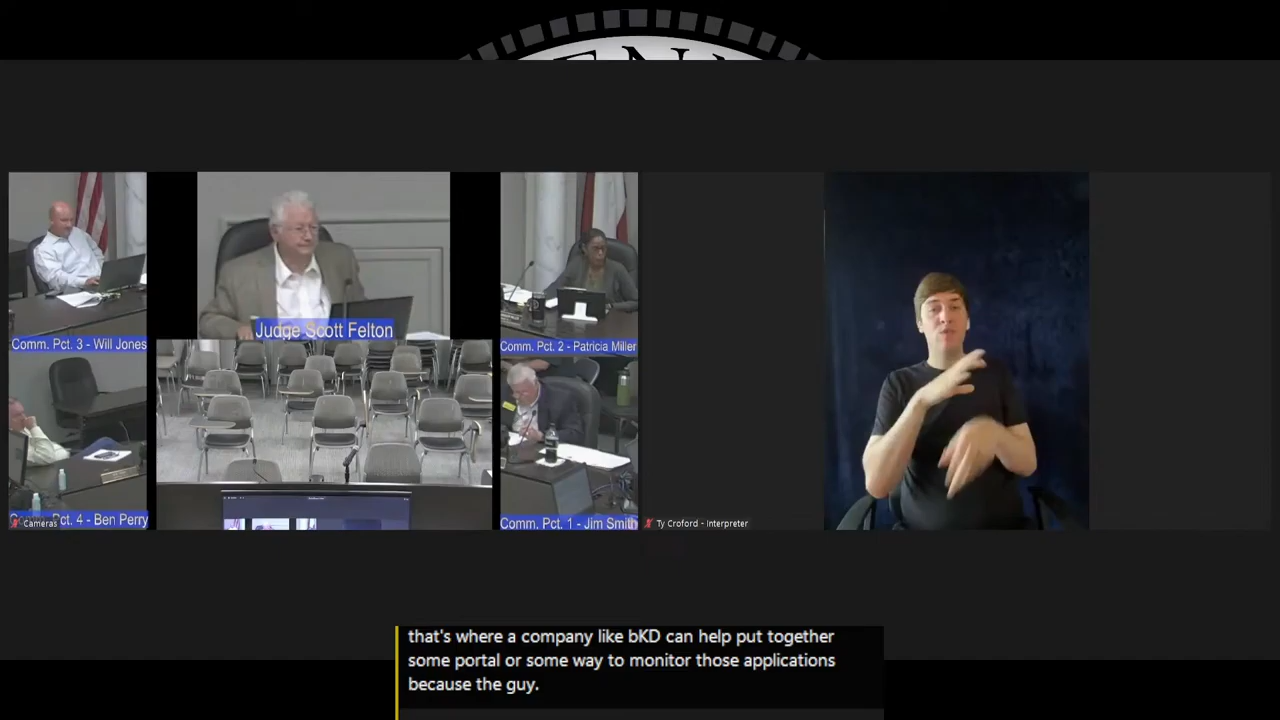 ENN
Judge Scott Felton
Comm. Pct. 3 - Will Jones
Comm. Pct. 2 - Patricia Miller
Pct. 4 - Ben Perry
Cameras
Comm. Pct. 1 - Jim Smith
Ty Croford - Interpreter
that's where a company like bKD can help put together
some portal or some way to monitor those applications
because the guy.